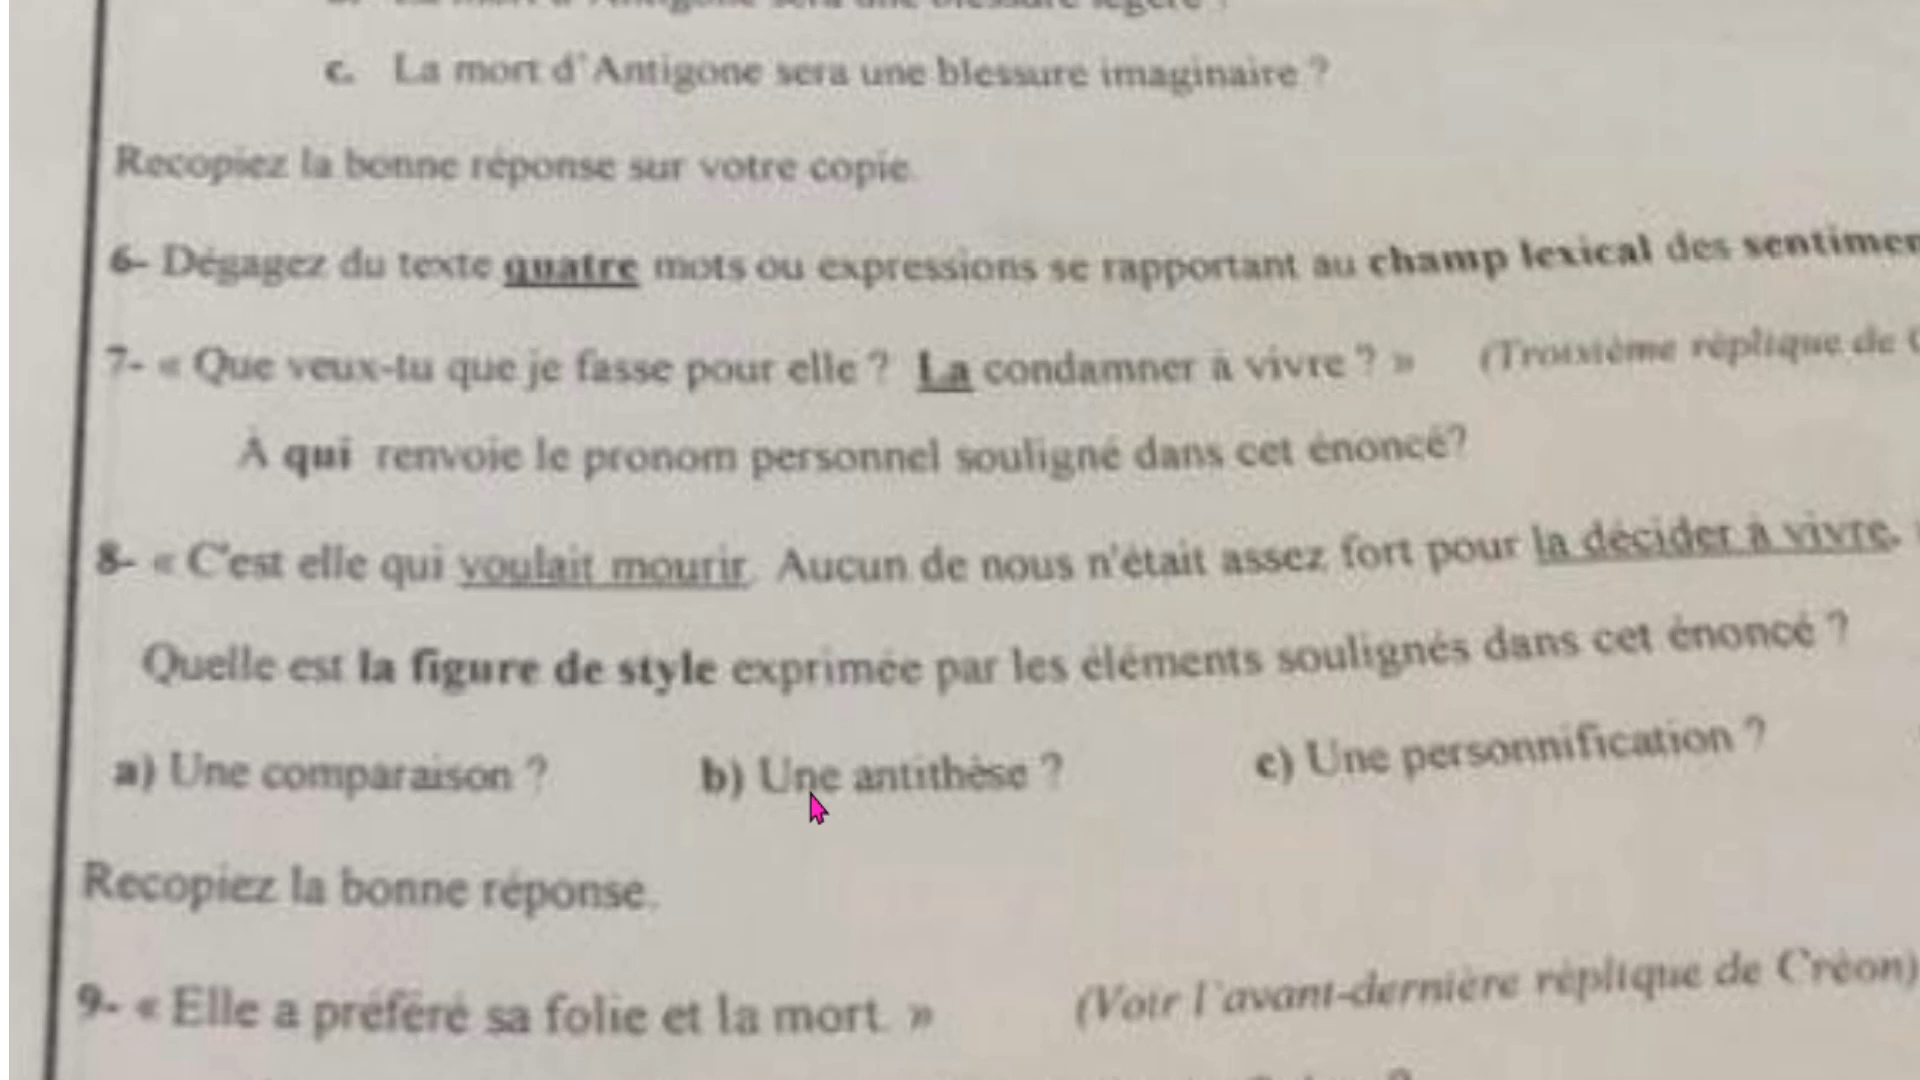 c. La mort d'Antigone sera une blessure imaginaire ?
Recopiez la bonne réponse sur votre copie.
6- Dégagez du texte quatre mots ou expressions se rapportant au champ lexical des
7- « Que veux-tu que je fasse pour elle ? La condamner à vivre ? » (Troisième réplique de
À qui renvoie le pronom personnel souligné dans cet énoncé?
8- « C'est elle qui voulait mourir. Aucun de nous n'était assez fort pour la décider à vivre.
Quelle est la figure de style exprimée par les éléments soulignés dans cet énoncé ?
a) Une comparaison ? b) Une antithèse ? c) Une personnification ?
Recopiez la bonne réponse.
9- « Elle a préféré sa folie et la mort. » (Voir l'avant-dernière réplique de Créon)